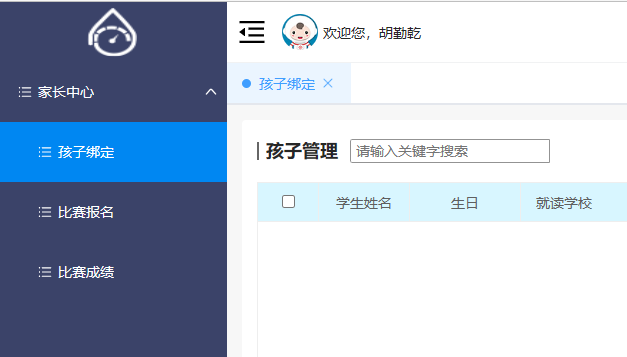 欢迎您，胡勤乾
家长中心
孩子绑定
比赛报名
比赛成绩
孩子绑定
孩子管理
请输入关键字搜索
学生姓名 生日 就读学校